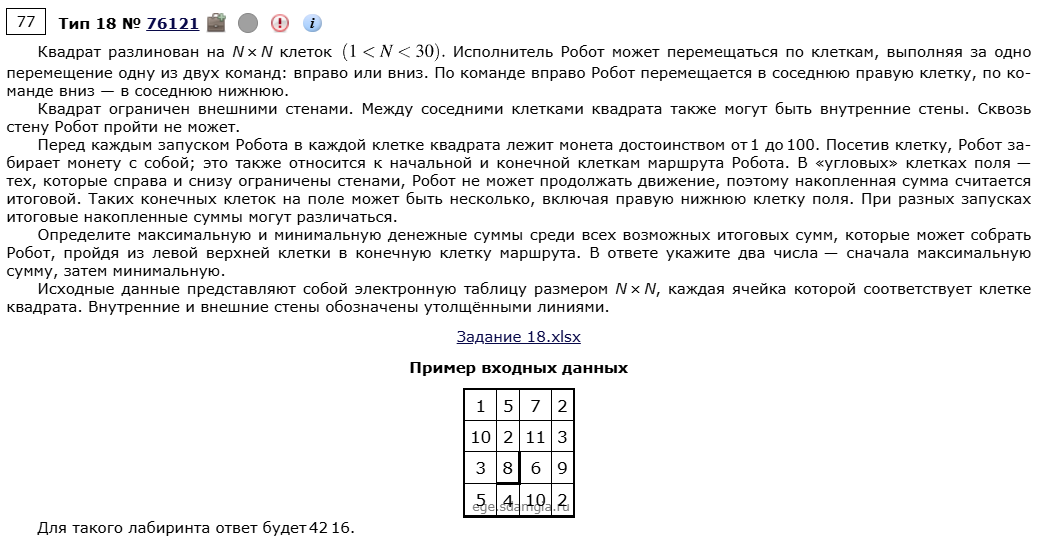 77 Тип 18 № 76121
Квадрат разлинован на N × N клеток (1 < N < 30). Исполнитель Робот может перемещаться по клеткам, выполняя за одно
перемещение одну из двух команд: вправо или вниз. По команде вправо Робот перемещается в соседнюю правую клетку, по ко-
манде вниз — в соседнюю нижнюю.
Квадрат ограничен внешними стенами. Между соседними клетками квадрата также могут быть внутренние стены. Сквозь
стену Робот пройти не может.
Перед каждым запуском Робота в каждой клетке квадрата лежит монета достоинством от 1 до 100. Посетив клетку, Робот за-
бирает монету с собой; это также относится к начальной и конечной клеткам маршрута Робота. В «угловых» клетках поля —
тех, которые справа и снизу ограничены стенами, Робот не может продолжать движение, поэтому накопленная сумма считается
итоговой. Таких конечных клеток на поле может быть несколько, включая правую нижнюю клетку поля. При разных запусках
итоговые накопленные суммы могут различаться.
Определите максимальную и минимальную денежные суммы среди всех возможных итоговых сумм, которые может собрать
Робот, пройдя из левой верхней клетки в конечную клетку маршрута. В ответе укажите два числа — сначала максимальную
сумму, затем минимальную.
Исходные данные представляют собой электронную таблицу размером N × N, каждая ячейка которой соответствует клетке
квадрата. Внутренние и внешние стены обозначены утолщёнными линиями.
Задание 18.xlsx
Пример входных данных
1 5 7 2
10 2 11 3
3 8 6 9
5 4 10 2
ege.sdamgia.ru
Для такого лабиринта ответ будет 42 16.